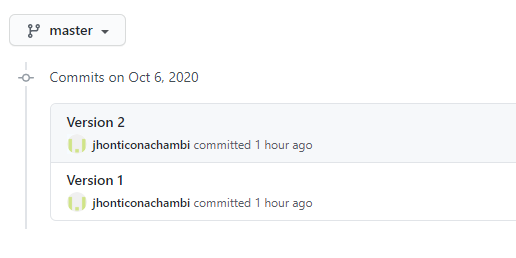 master
Commits on Oct 6, 2020
Version 2
jhonticonachambi committed 1 hour ago
Version 1
jhonticonachambi committed 1 hour ago